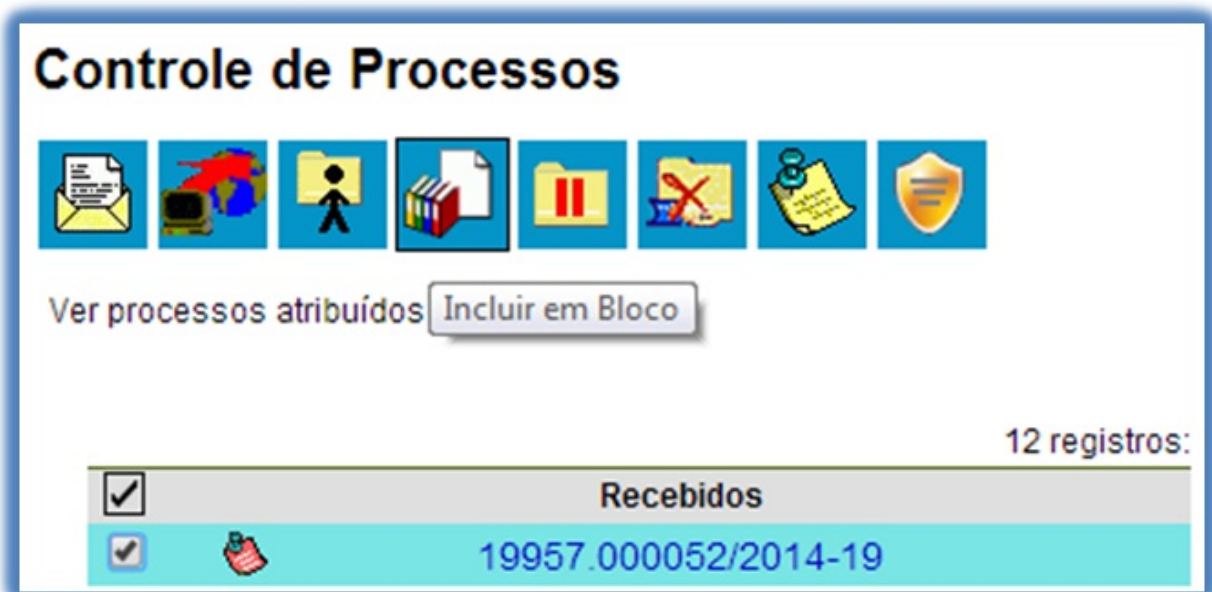 Controle de Processos
Ver processos atribuídos Incluir em Bloco
12 registros:
Recebidos
19957.000052/2014-19